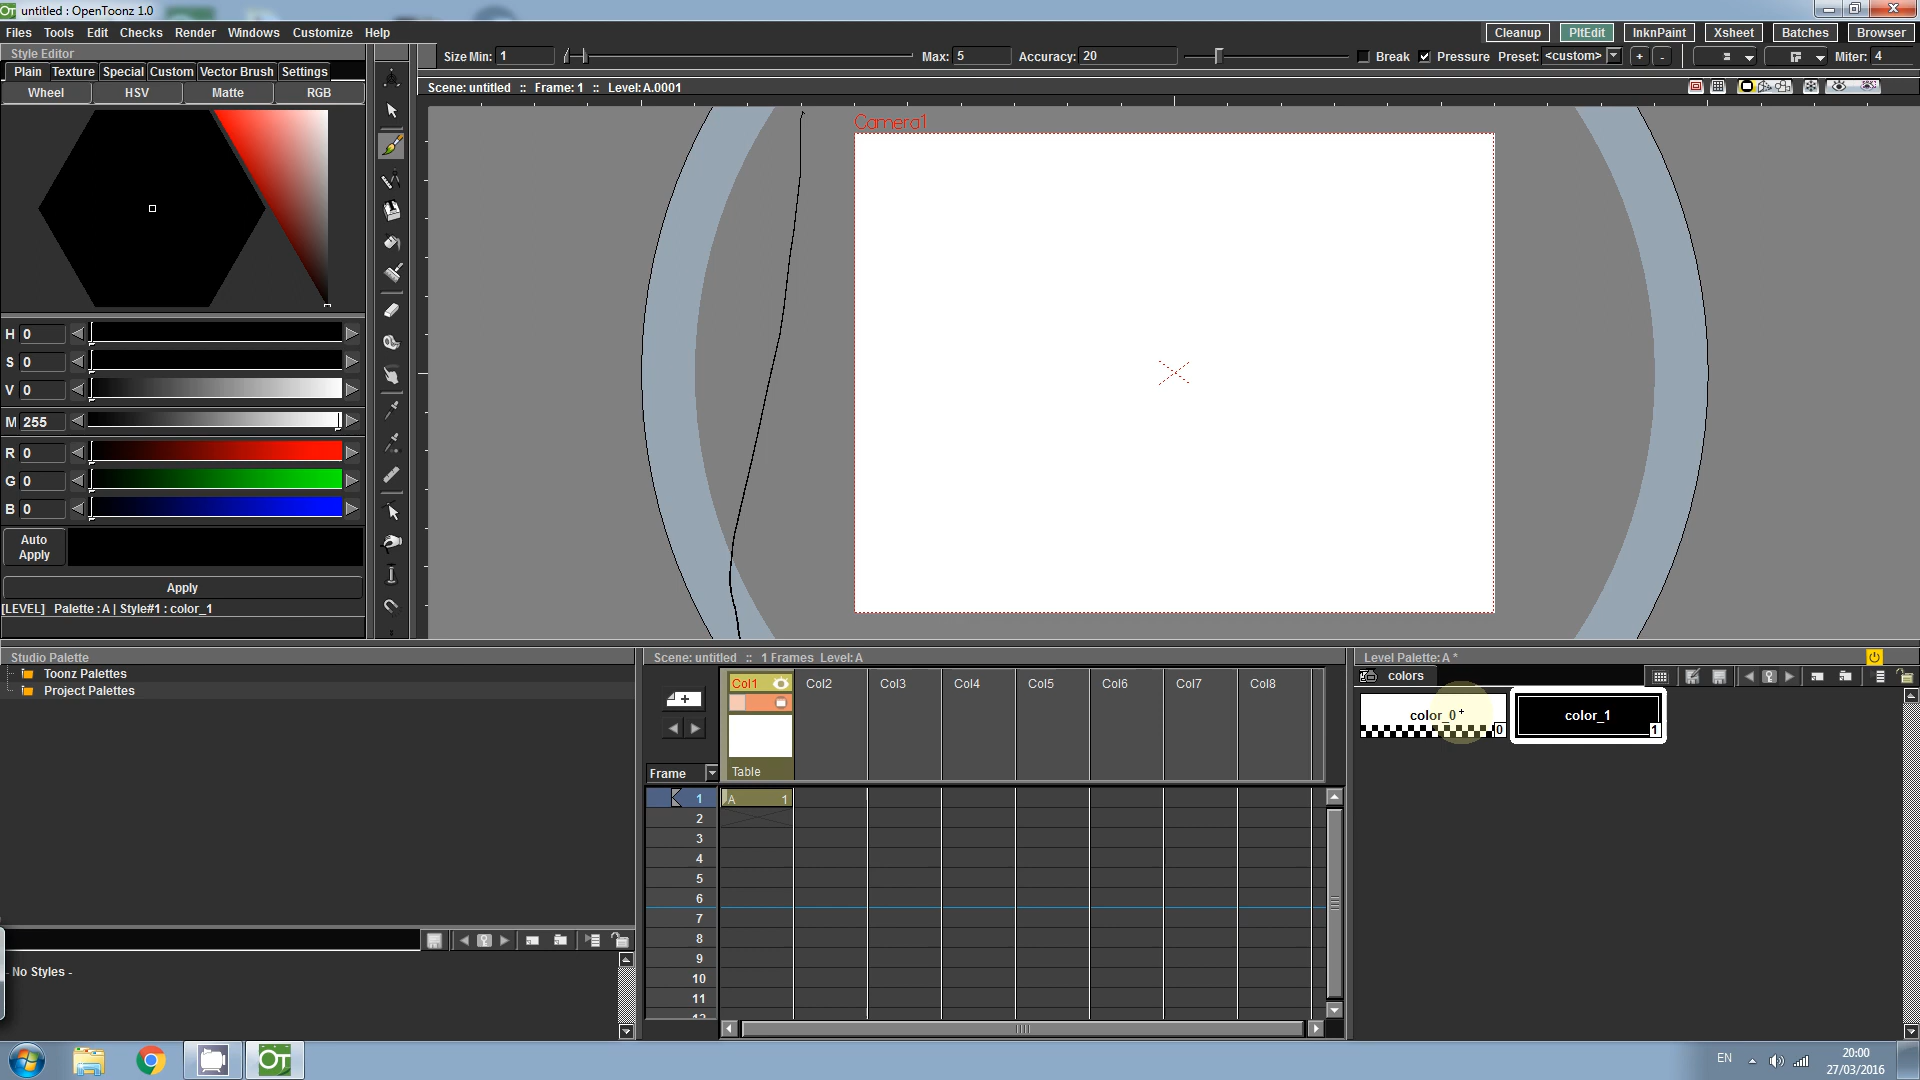 untitled : OpenToonz 1.0
Files Tools Edit Checks Render Windows Customize Help
Cleanup PltEdit InknPaint Xsheet Batches Browser
Style Editor
Plain Texture Special Custom Vector Brush Settings
Wheel HSV Matte RGB
Size Min: 1 Max: 5 Accuracy: 20 Break Pressure Preset: <custom> + - Miter: 4
Scene: untitled :: Frame: 1 :: Level: A.0001
Camera1
H 0
S 0
V 0
M 255
R 0
G 0
B 0
Auto Apply
Apply
[LEVEL] Palette : A | Style#1 : color_1
Studio Palette
Toonz Palettes
Project Palettes
- No Styles -
Scene: untitled :: 1 Frames Level: A
Col1 Col2 Col3 Col4 Col5 Col6 Col7 Col8
Table
Frame
1 A 1
2
3
4
5
6
7
8
9
10
11
12
Level Palette: A *
colors
color_0 0
color_1 1
OT
EN
20:00
27/03/2016